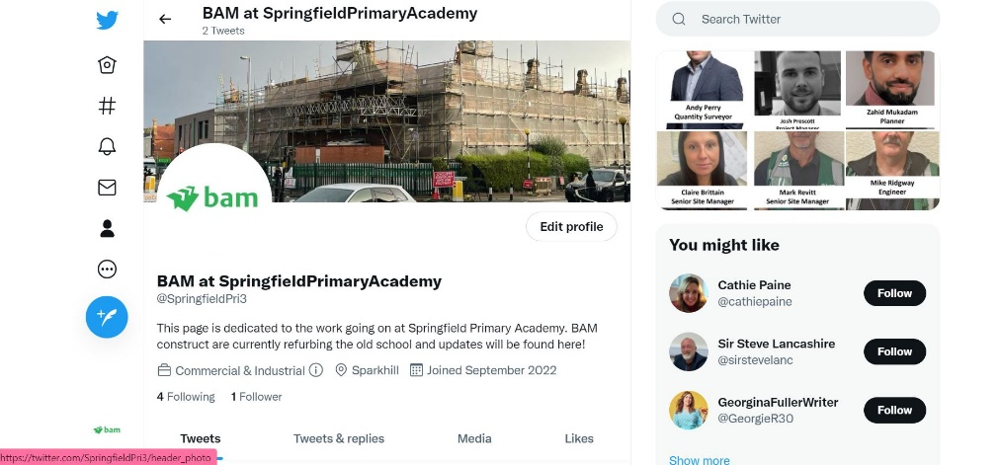 BAM at SpringfieldPrimaryAcademy
2 Tweets
Search Twitter
Andy Perry
Quantity Surveyor
Josh Prescott
Project Manager
Zahid Mukadam
Planner
Claire Brittain
Senior Site Manager
Mark Revitt
Senior Site Manager
Mike Ridgway
Engineer
bam
Edit profile
BAM at SpringfieldPrimaryAcademy
@SpringfieldPri3
This page is dedicated to the work going on at Springfield Primary Academy. BAM
construct are currently refurbing the old school and updates will be found here!
Commercial & Industrial
Sparkhill
Joined September 2022
4 Following 1 Follower
Tweets
Tweets & replies
Media
Likes
You might like
Cathie Paine
@cathiepaine
Follow
Sir Steve Lancashire
@sirstevelanc
Follow
GeorginaFullerWriter
@GeorgieR30
Follow
Show more
bam
https://twitter.com/SpringfieldPri3/header_photo